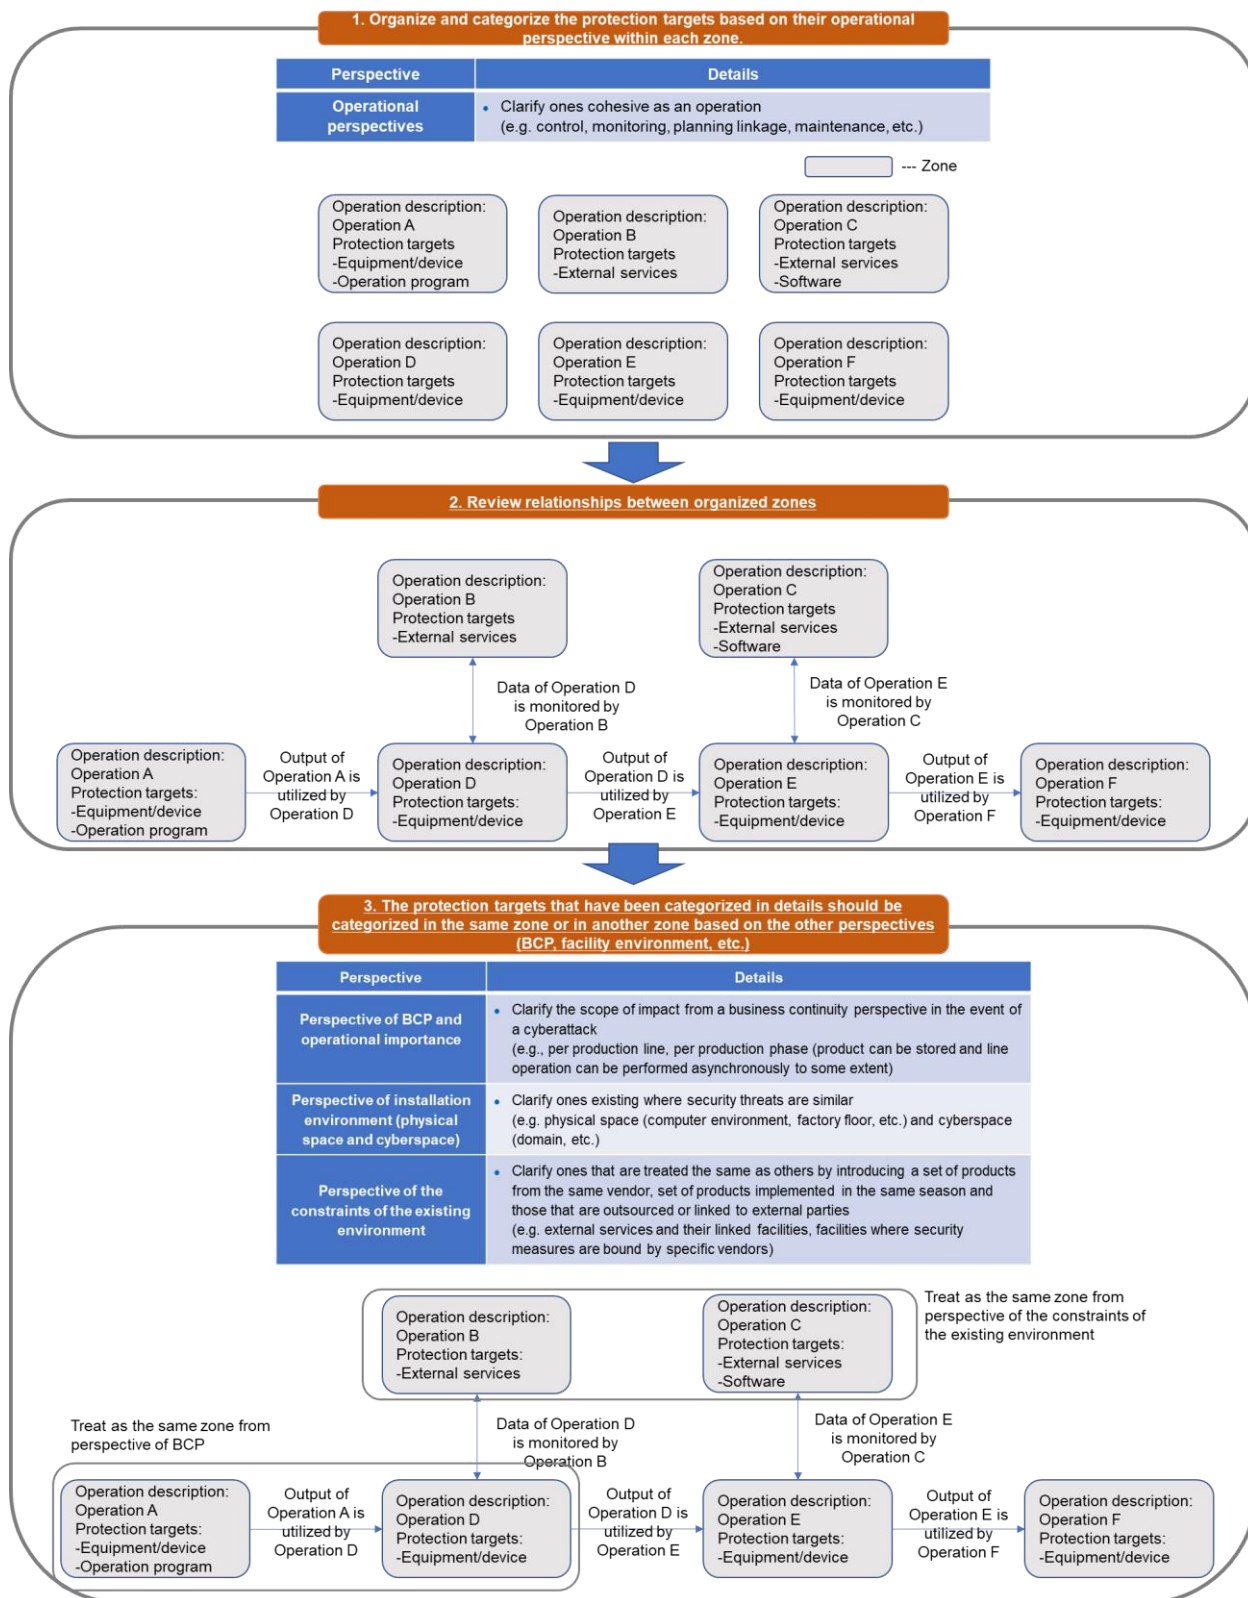 1. Organize and categorize the protection targets based on their operational
perspective within each zone.
Perspective
Details
Operational
perspectives
• Clarify ones cohesive as an operation
(e.g. control, monitoring, planning linkage, maintenance, etc.)
--- Zone
Operation description:
Operation A
Protection targets
-Equipment/device
-Operation program
Operation description:
Operation B
Protection targets
-External services
Operation description:
Operation C
Protection targets
-External services
-Software
Operation description:
Operation D
Protection targets
-Equipment/device
Operation description:
Operation E
Protection targets
-Equipment/device
Operation description:
Operation F
Protection targets
-Equipment/device
2. Review relationships between organized zones
Operation description:
Operation B
Protection targets
-External services
Operation description:
Operation C
Protection targets
-External services
-Software
Data of Operation D
is monitored by
Operation B
Data of Operation E
is monitored by
Operation C
Operation description:
Operation A
Protection targets:
-Equipment/device
-Operation program
Output of
Operation A is
utilized by
Operation D
Operation description:
Operation D
Protection targets:
-Equipment/device
Output of
Operation D is
utilized by
Operation E
Operation description:
Operation E
Protection targets:
-Equipment/device
Output of
Operation E is
utilized by
Operation F
Operation description:
Operation F
Protection targets:
-Equipment/device
3. The protection targets that have been categorized in details should be
categorized in the same zone or in another zone based on the other perspectives
(BCP, facility environment, etc.)
Perspective
Details
Perspective of BCP and
operational importance
• Clarify the scope of impact from a business continuity perspective in the event of
a cyberattack
(e.g., per production line, per production phase (product can be stored and line
operation can be performed asynchronously to some extent)
Perspective of installation
environment (physical
space and cyberspace)
• Clarify ones existing where security threats are similar
(e.g. physical space (computer environment, factory floor, etc.) and cyberspace
(domain, etc.)
Perspective of the
constraints of the existing
environment
• Clarify ones that are treated the same as others by introducing a set of products
from the same vendor, set of products implemented in the same season and
those that are outsourced or linked to external parties
(e.g. external services and their linked facilities, facilities where security
measures are bound by specific vendors)
Operation description:
Operation B
Protection targets:
-External services
Operation description:
Operation C
Protection targets:
-External services
-Software
Treat as the same zone from
perspective of the constraints of
the existing environment
Treat as the same zone from
perspective of BCP
Data of Operation D
is monitored by
Operation B
Data of Operation E
is monitored by
Operation C
Operation description:
Operation A
Protection targets:
-Equipment/device
-Operation program
Output of
Operation A is
utilized by
Operation D
Operation description:
Operation D
Protection targets:
-Equipment/device
Output of
Operation D is
utilized by
Operation E
Operation description:
Operation E
Protection targets:
-Equipment/device
Output of
Operation E is
utilized by
Operation F
Operation description:
Operation F
Protection targets:
-Equipment/device